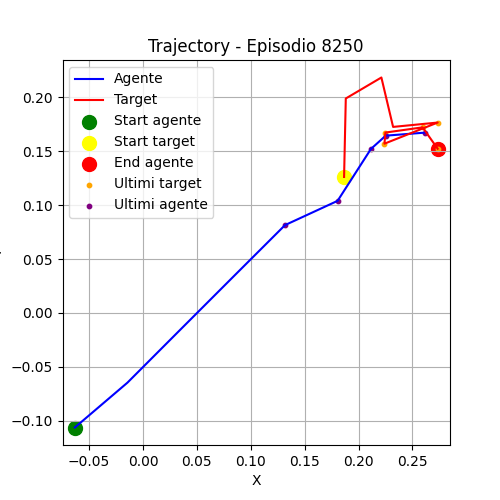 Trajectory - Episodio 8250
Agente
Target
Start agente
Start target
End agente
Ultimi target
Ultimi agente
0.20
0.15
0.10
0.05
0.00
−0.05
−0.10
−0.05
0.00
0.05
0.10
0.15
0.20
0.25
X